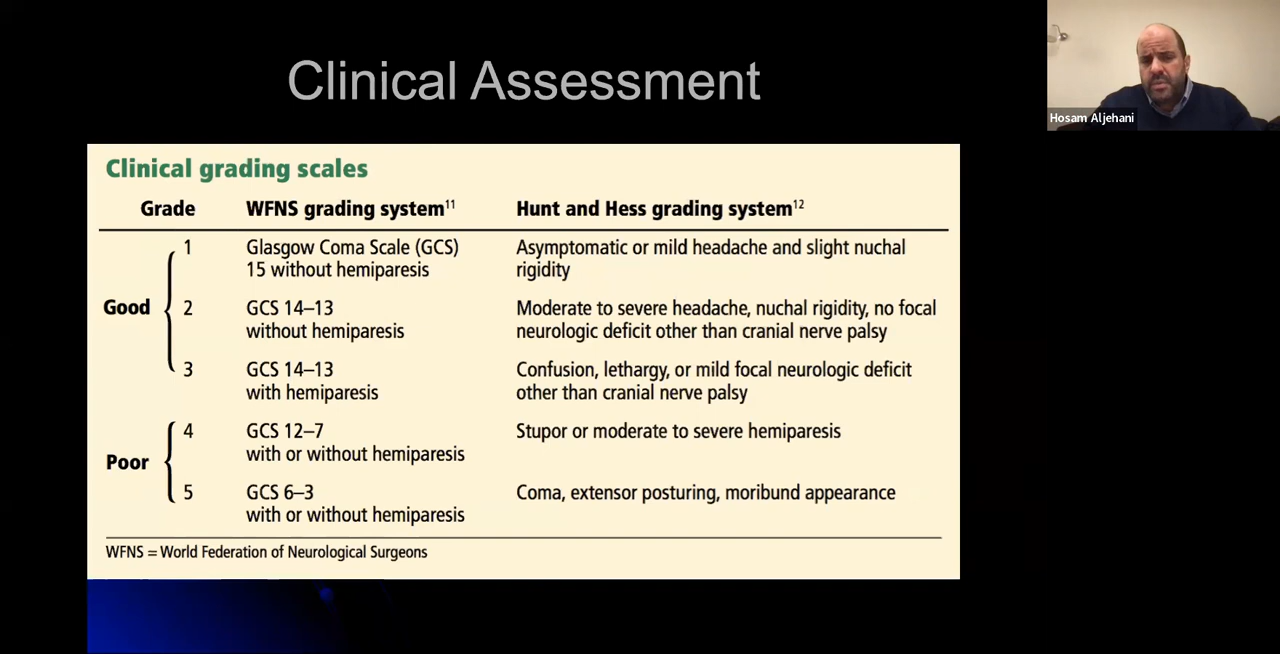 Clinical Assessment
Hosam Aljehani
Clinical grading scales
Grade WFNS grading system11 Hunt and Hess grading system12
1 Glasgow Coma Scale (GCS) Asymptomatic or mild headache and slight nuchal
15 without hemiparesis rigidity
Good 2 GCS 14–13 Moderate to severe headache, nuchal rigidity, no focal
without hemiparesis neurologic deficit other than cranial nerve palsy
3 GCS 14–13 Confusion, lethargy, or mild focal neurologic deficit
with hemiparesis other than cranial nerve palsy
4 GCS 12–7 Stupor or moderate to severe hemiparesis
Poor with or without hemiparesis
5 GCS 6–3 Coma, extensor posturing, moribund appearance
with or without hemiparesis
WFNS = World Federation of Neurological Surgeons